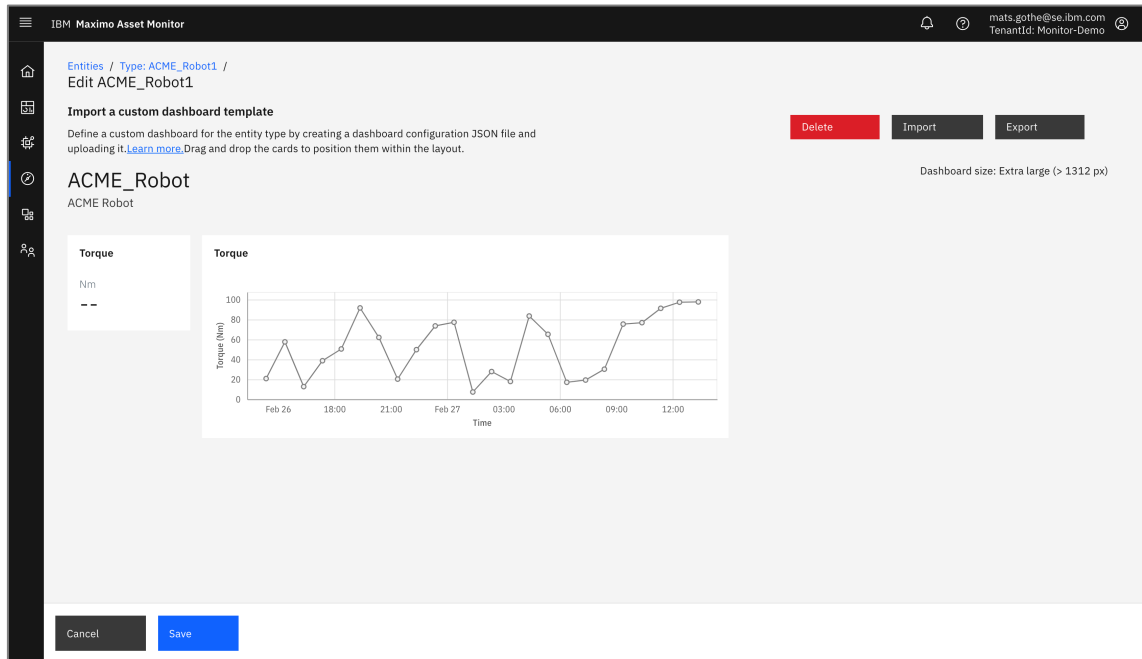 IBM Maximo Asset Monitor
mats.gothe@se.ibm.com
TenantId: Monitor-Demo
Entities / Type: ACME_Robot1 /
Edit ACME_Robot1
Import a custom dashboard template
Define a custom dashboard for the entity type by creating a dashboard configuration JSON file and
uploading it.Learn more.Drag and drop the cards to position them within the layout.
Delete
Import
Export
Dashboard size: Extra large (> 1312 px)
ACME_Robot
ACME Robot
Torque
Nm
--
Torque
100
80
60
40
20
0
Torque (Nm)
Feb 26 18:00 21:00 Feb 27 03:00 06:00 09:00 12:00
Time
Cancel
Save